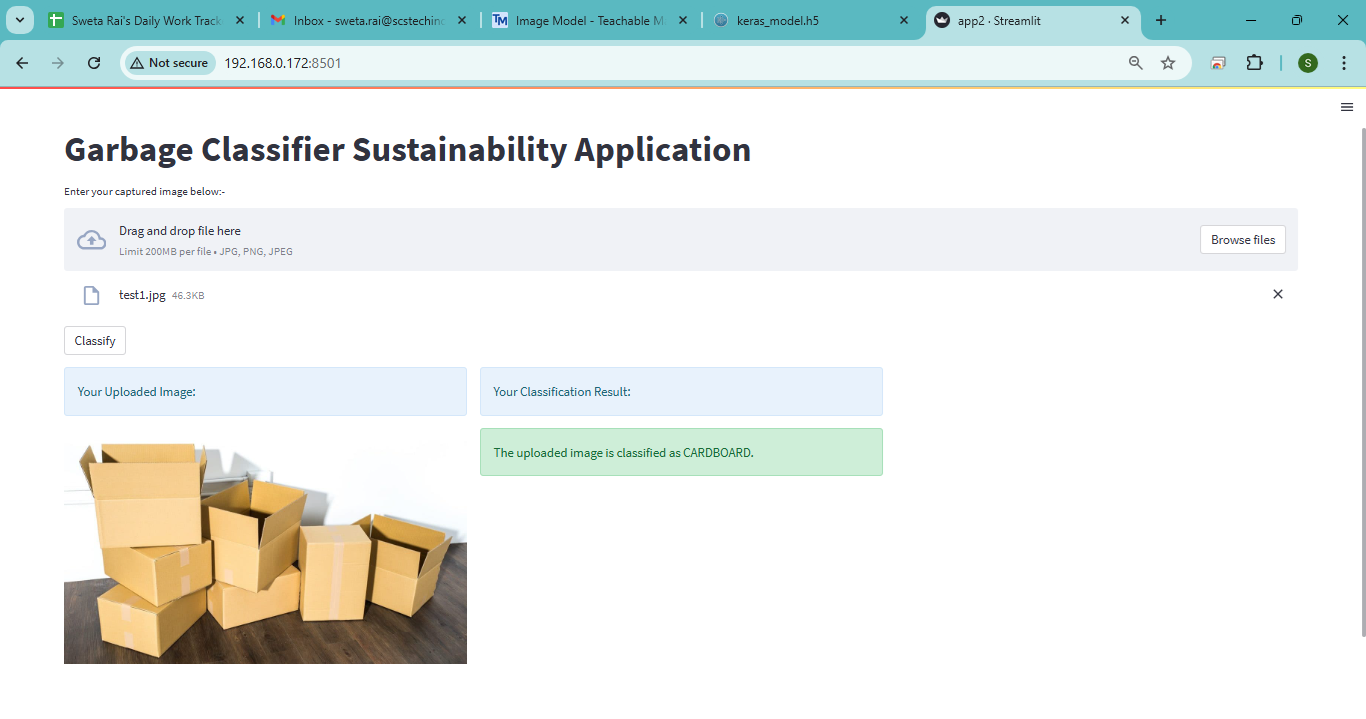 Sweta Rai's Daily Work Track
Inbox - sweta.rai@scstechind
Image Model - Teachable M
keras_model.h5
app2 · Streamlit
Not secure
192.168.0.172:8501
S
Garbage Classifier Sustainability Application
Enter your captured image below:-
Drag and drop file here
Limit 200MB per file • JPG, PNG, JPEG
Browse files
test1.jpg 46.3KB
Classify
Your Uploaded Image:
Your Classification Result:
The uploaded image is classified as CARDBOARD.